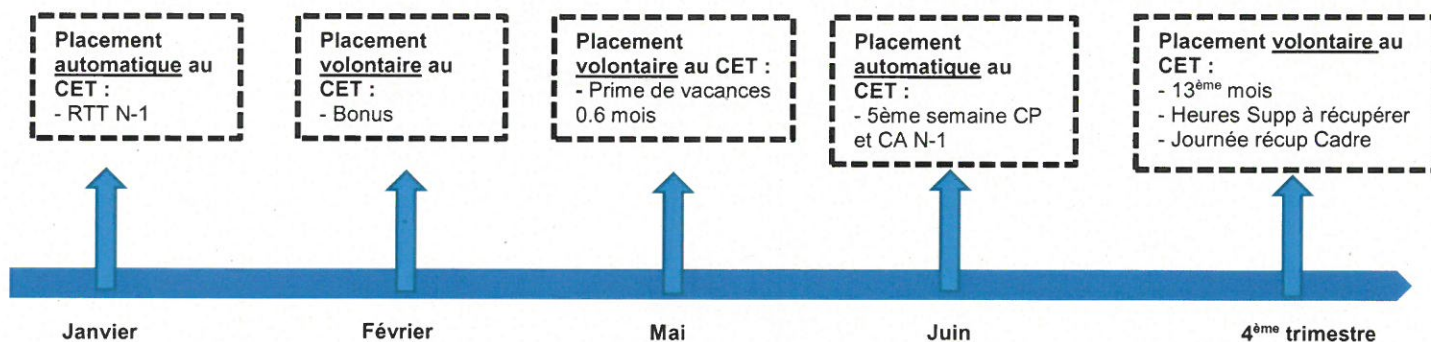 Placement
automatique au
CET :
- RTT N-1
Placement
volontaire au
CET :
- Bonus
Placement
volontaire au CET :
- Prime de vacances
0.6 mois
Placement
automatique au
CET :
- 5ème semaine CP
et CA N-1
Placement volontaire au
CET :
- 13ème mois
- Heures Supp à récupérer
- Journée récup Cadre
Janvier
Février
Mai
Juin
4ème trimestre